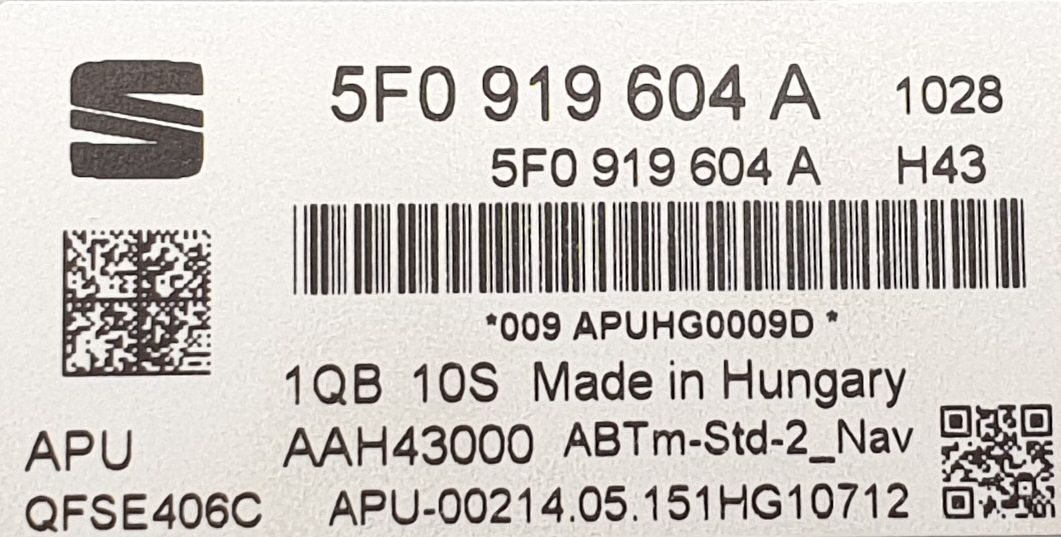 5F0 919 604 A 1028
5F0 919 604 A H43
*009 APUHG0009D *
1QB 10S Made in Hungary
APU AAH43000 ABTm-Std-2_Nav
QFSE406C APU-00214.05.151HG10712